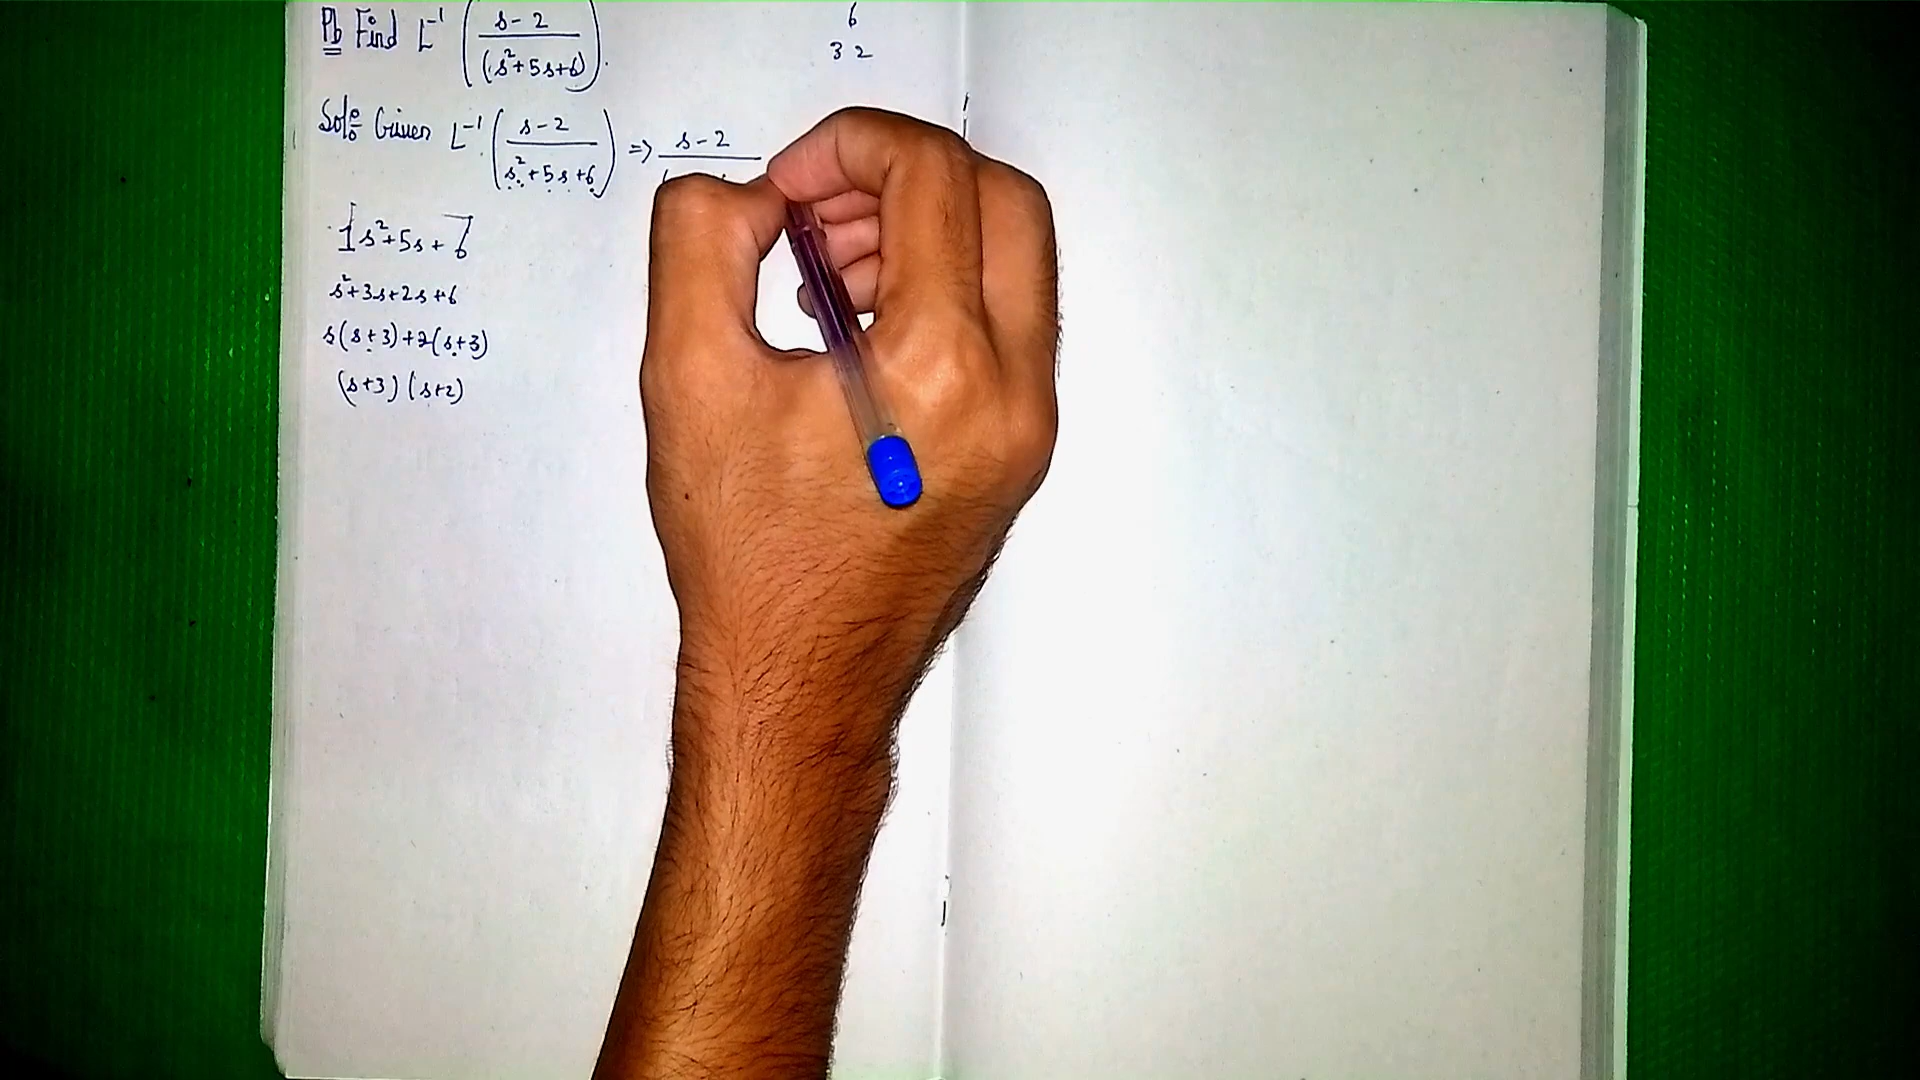 Pb Find L⁻¹ ( s-2 / (s²+5s+6) ).
6
3 2
Sol: Given L⁻¹ ( s-2 / s²+5s+6 ) => s-2
1s²+5s+6
s²+3s+2s+6
s(s+3)+2(s+3)
(s+3)(s+2)